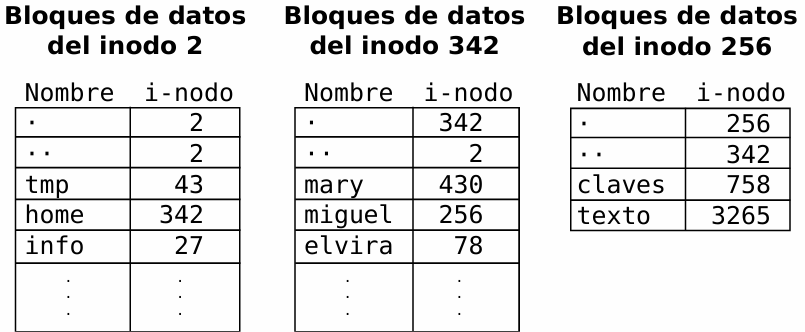 Bloques de datos
del inodo 2
Nombre i-nodo
. 2
.. 2
tmp 43
home 342
info 27
. .
. .
. .
Bloques de datos
del inodo 342
Nombre i-nodo
. 342
.. 2
mary 430
miguel 256
elvira 78
. .
. .
. .
Bloques de datos
del inodo 256
Nombre i-nodo
. 256
.. 342
claves 758
texto 3265